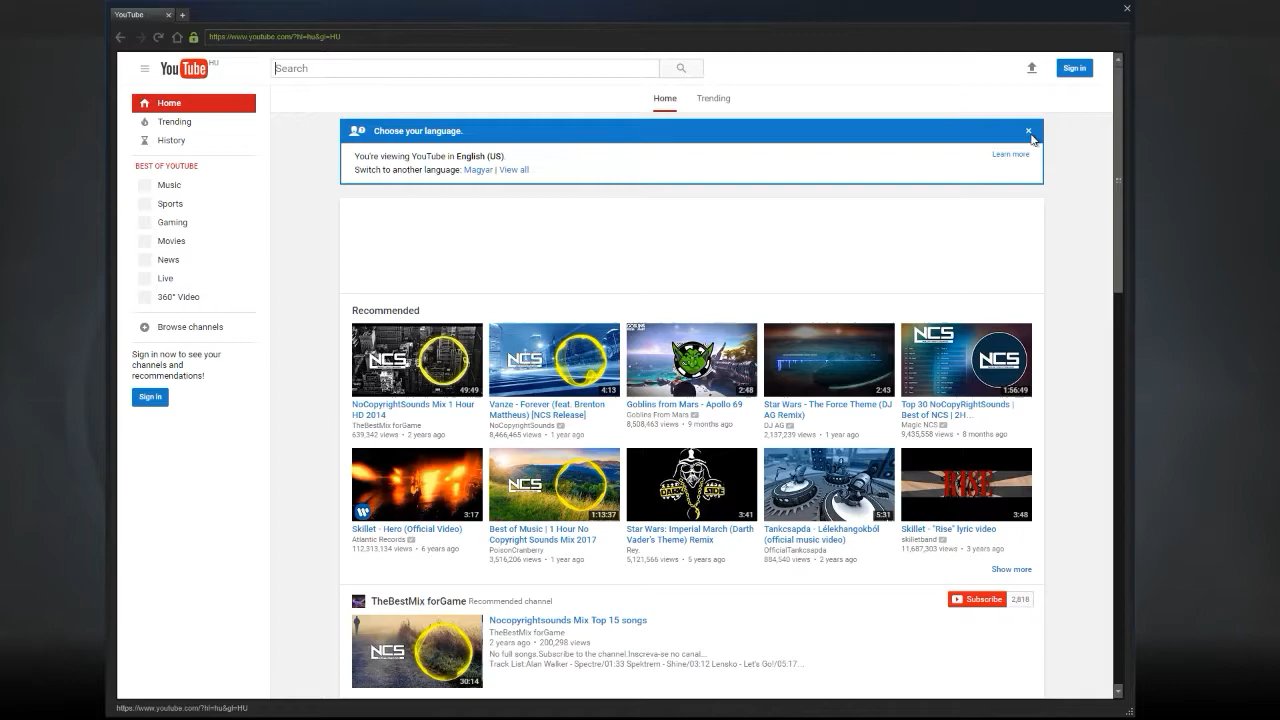 YouTube
https://www.youtube.com/?hl=hu&gl=HU
YouTube HU
Search
Sign in
Home
Trending
History
BEST OF YOUTUBE
Music
Sports
Gaming
Movies
News
Live
360° Video
Browse channels
Sign in now to see your
channels and
recommendations!
Sign in
Home Trending
Choose your language.
You're viewing YouTube in English (US).
Learn more
Switch to another language: Magyar | View all
Recommended
NCS
49:49
NoCopyrightSounds Mix 1 Hour
HD 2014
TheBestMix forGame
639,342 views • 2 years ago
NCS
4:13
Vanze - Forever (feat. Brenton
Mattheus) [NCS Release]
NoCopyrightSounds
8,466,465 views • 1 year ago
GOBLINS
from MARS
2:48
Goblins from Mars - Apollo 69
Goblins From Mars
8,508,463 views • 9 months ago
2:43
Star Wars - The Force Theme (DJ
AG Remix)
DJ AG
2,137,239 views • 1 year ago
NCS
NCS
1:56:49
Top 30 NoCopyRightSounds |
Best of NCS | 2H...
Magic NCS
9,435,558 views • 8 months ago
3:17
Skillet - Hero (Official Video)
Atlantic Records
112,313,134 views • 6 years ago
NCS
1:13:37
Best of Music | 1 Hour No
Copyright Sounds Mix 2017
PoisonCranberry
3,516,206 views • 1 year ago
3:41
Star Wars: Imperial March (Darth
Vader's Theme) Remix
Rey.
5,121,566 views • 5 years ago
5:31
Tankcsapda - Lélekhangokból
(official music video)
OfficialTankcsapda
884,540 views • 2 years ago
RISE
3:48
Skillet - "Rise" lyric video
skilletband
11,687,303 views • 3 years ago
Show more
TheBestMix forGame Recommended channel
Subscribe 2,818
NCS
30:14
Nocopyrightsounds Mix Top 15 songs
TheBestMix forGame
2 years ago • 200,298 views
No full songs.Subscribe to the channel.Inscreva-se no canal...
Track List.Alan Walker - Spectre/01:33 Spektrem - Shine/03:12 Lensko - Let's Go!/05:17...
https://www.youtube.com/?hl=hu&gl=HU